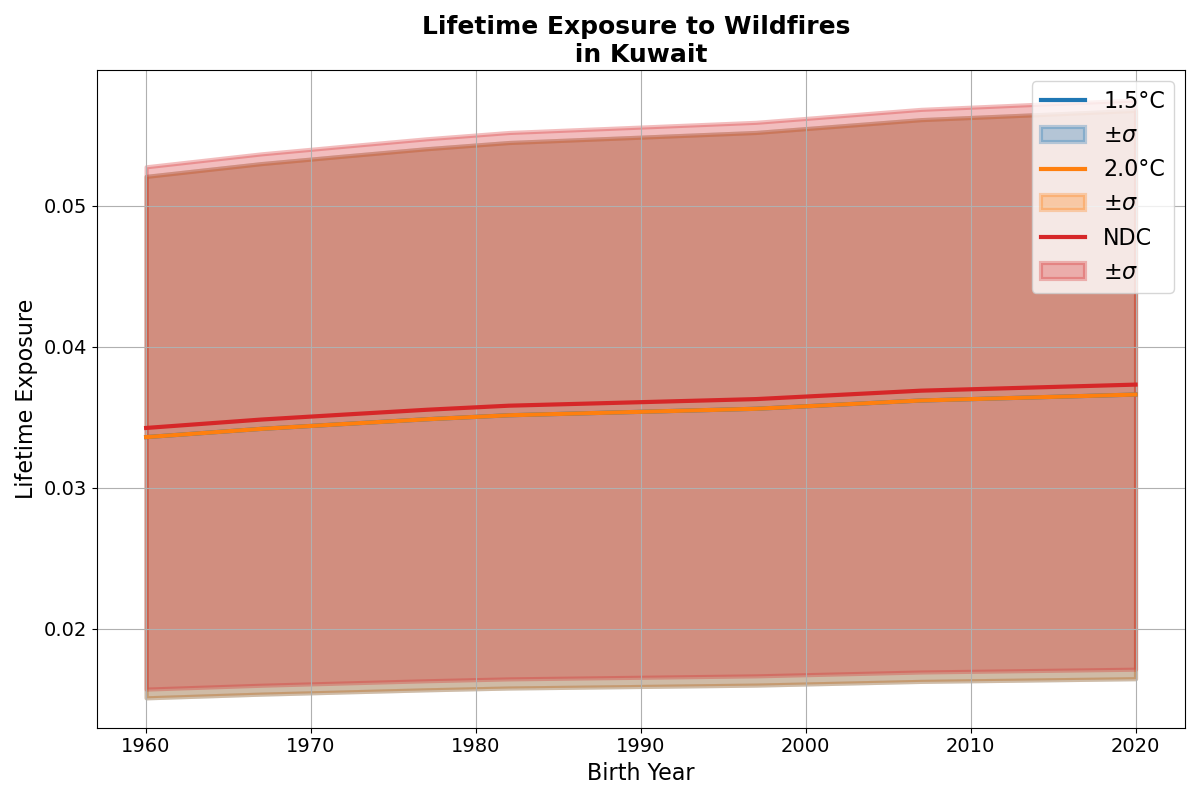 Lifetime Exposure to Wildfires
in Kuwait
1.5°C
±σ
2.0°C
±σ
NDC
±σ
Lifetime Exposure
0.05
0.04
0.03
0.02
1960
1970
1980
1990
2000
2010
2020
Birth Year